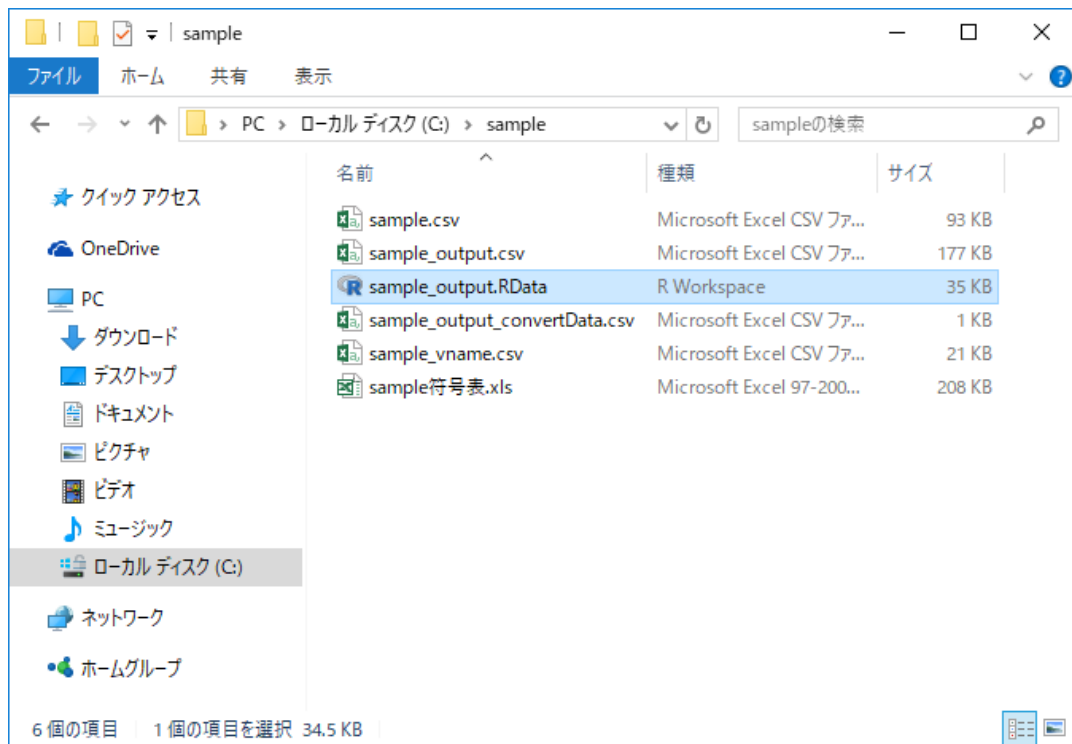 sample
ファイル ホーム 共有 表示
PC ローカル ディスク (C:) sample sampleの検索
名前 種類 サイズ
クイック アクセス
OneDrive
PC
ダウンロード
デスクトップ
ドキュメント
ピクチャ
ビデオ
ミュージック
ローカル ディスク (C:)
ネットワーク
ホームグループ
sample.csv Microsoft Excel CSV ファ... 93 KB
sample_output.csv Microsoft Excel CSV ファ... 177 KB
sample_output.RData R Workspace 35 KB
sample_output_convertData.csv Microsoft Excel CSV ファ... 1 KB
sample_vname.csv Microsoft Excel CSV ファ... 21 KB
sample符号表.xls Microsoft Excel 97-200... 208 KB
6 個の項目 1 個の項目を選択 34.5 KB